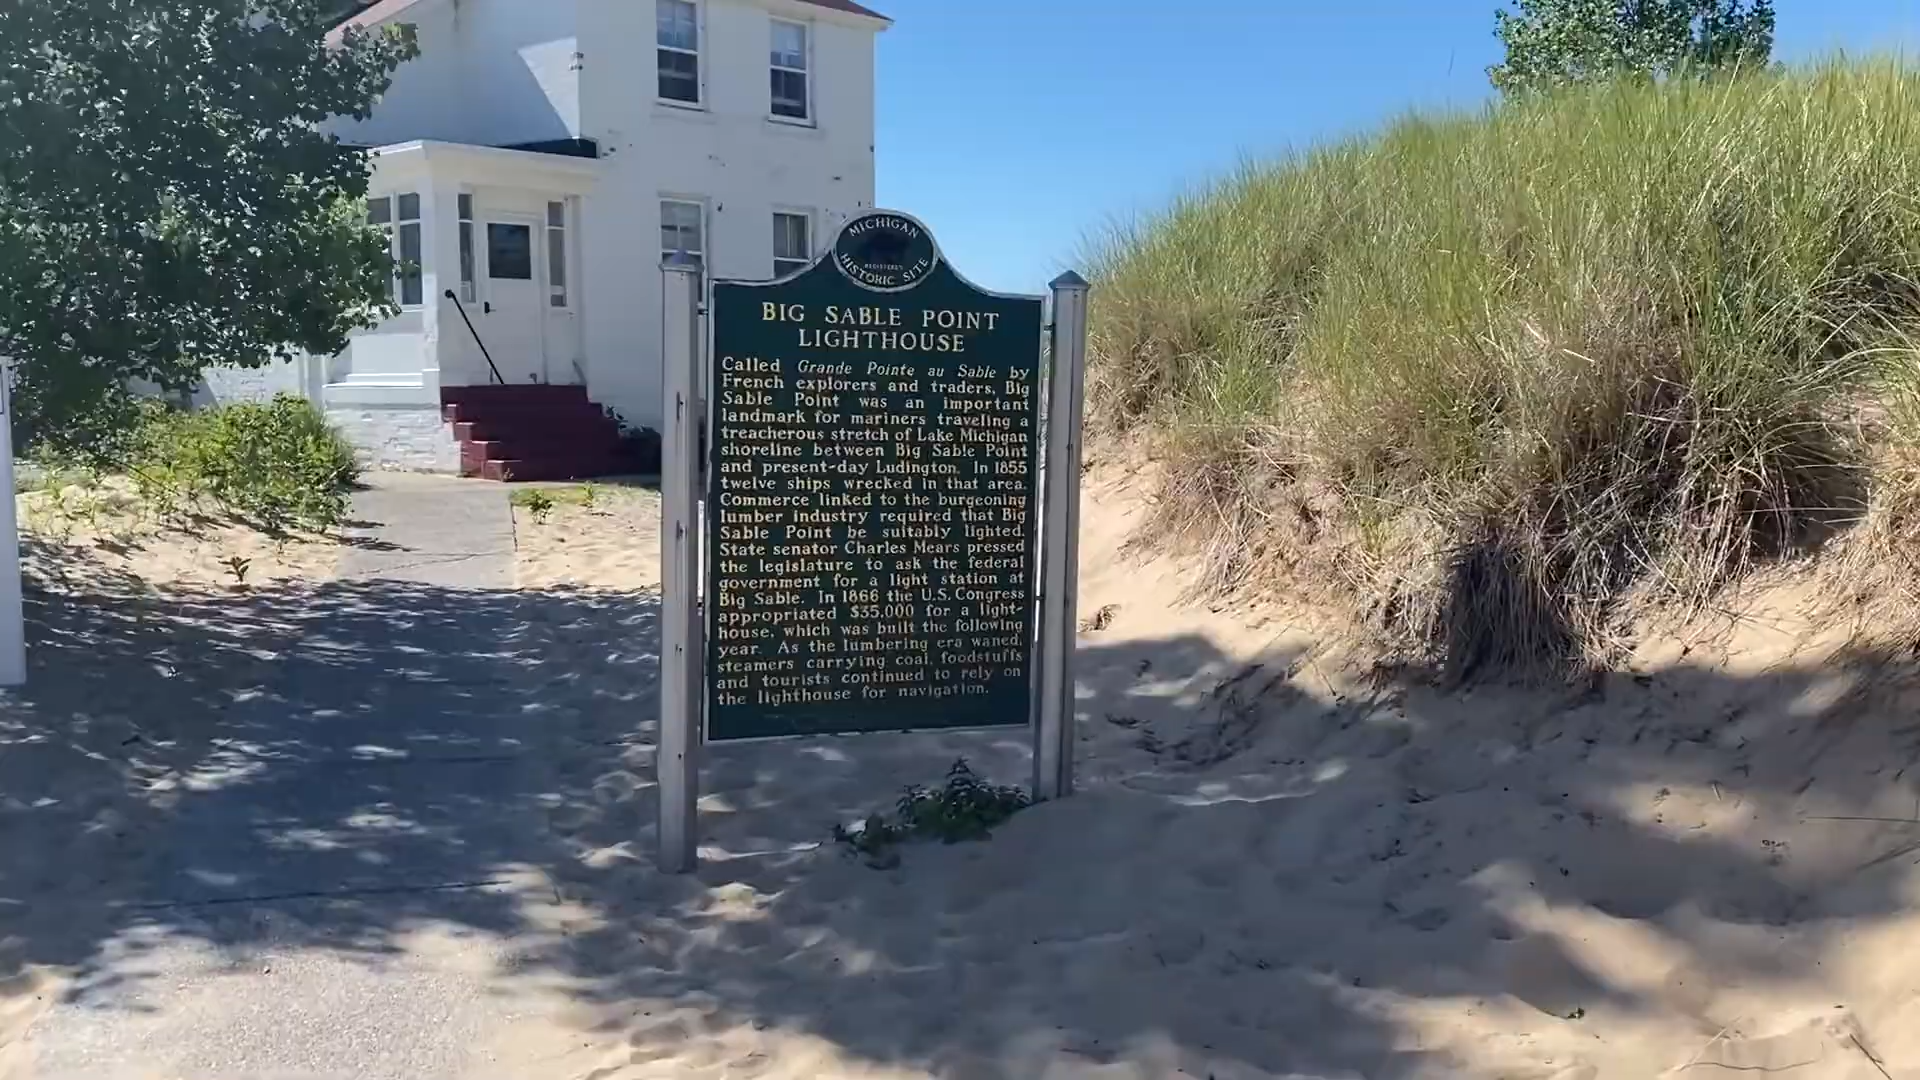 MICHIGAN
REGISTERED
HISTORIC SITE
BIG SABLE POINT
LIGHTHOUSE
Called Grande Pointe au Sable by
French explorers and traders, Big
Sable Point was an important
landmark for mariners traveling a
treacherous stretch of Lake Michigan
shoreline between Big Sable Point
and present-day Ludington. In 1855
twelve ships wrecked in that area.
Commerce linked to the burgeoning
lumber industry required that Big
Sable Point be suitably lighted.
State senator Charles Mears pressed
the legislature to ask the federal
government for a light station at
Big Sable. In 1866 the U.S. Congress
appropriated $35,000 for a light-
house, which was built the following
year. As the lumbering era waned,
steamers carrying coal, foodstuffs
and tourists continued to rely on
the lighthouse for navigation.